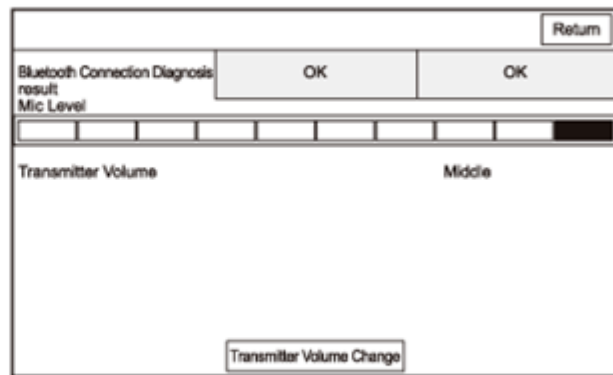 Return
Bluetooth Connection Diagnosis
result
OK
OK
Mic Level
Transmitter Volume
Middle
Transmitter Volume Change